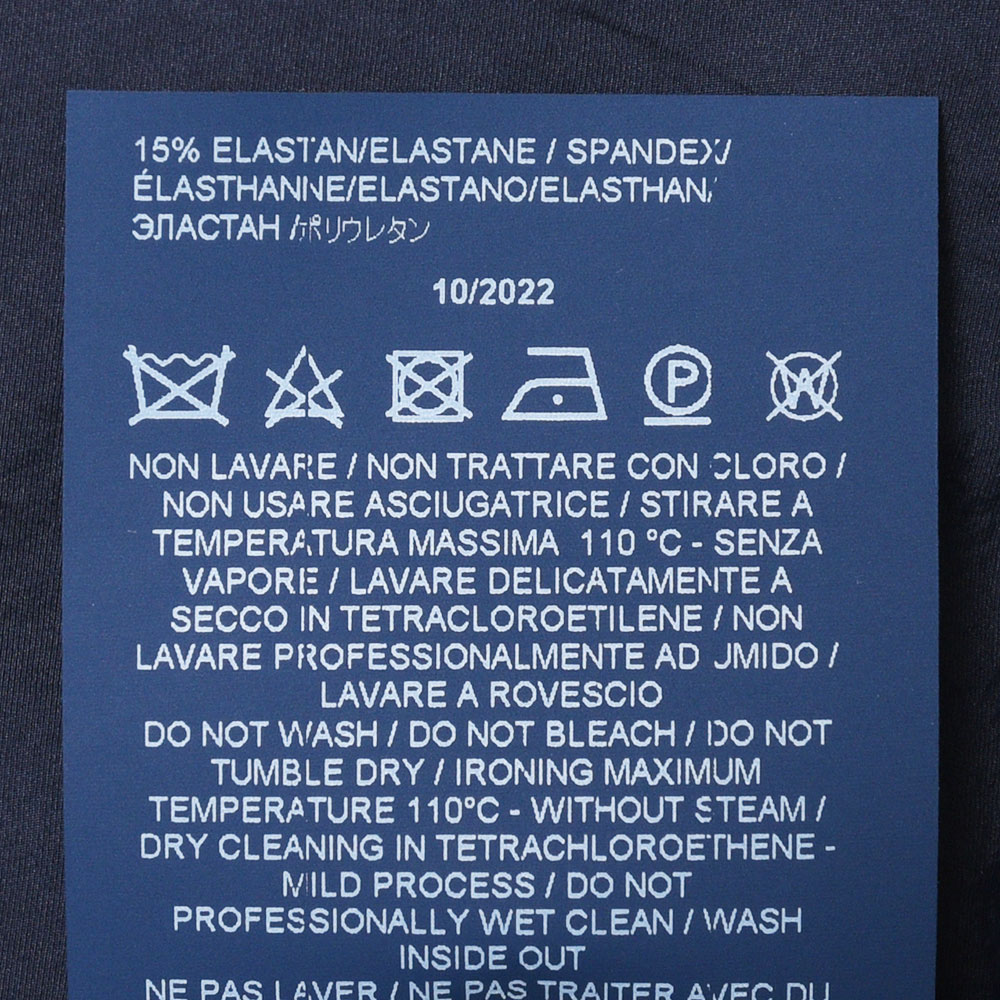 15% ELASTAN/ELASTANE / SPANDEX/
ÉLASTHANNE/ELASTANO/ELASTHAN/
ЭЛАСТАН /ポリウレタン
10/2022
P W
NON LAVARE / NON TRATTARE CON CLORO /
NON USARE ASCIUGATRICE / STIRARE A
TEMPERATURA MASSIMA 110 °C - SENZA
VAPORE / LAVARE DELICATAMENTE A
SECCO IN TETRACLOROETILENE / NON
LAVARE PROFESSIONALMENTE AD UMIDO /
LAVARE A ROVESCIO
DO NOT WASH / DO NOT BLEACH / DO NOT
TUMBLE DRY / IRONING MAXIMUM
TEMPERATURE 110°C - WITHOUT STEAM /
DRY CLEANING IN TETRACHLOROETHENE -
MILD PROCESS / DO NOT
PROFESSIONALLY WET CLEAN / WASH
INSIDE OUT
NE PAS LAVER / NE PAS TRAITER AVEC DU